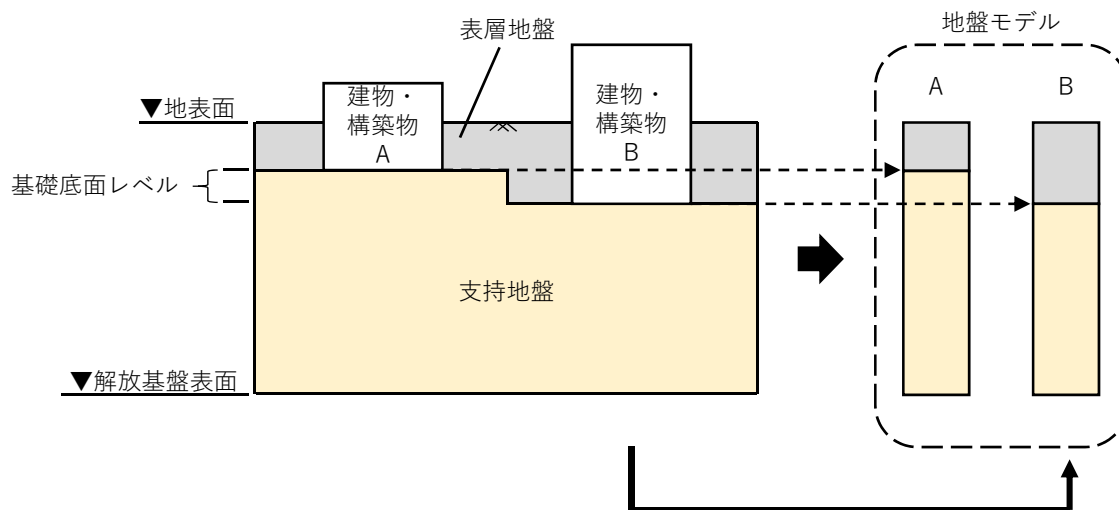 地盤モデル
表層地盤
A
B
建物・
構築物
A
建物・
構築物
B
▼地表面
基礎底面レベル
支持地盤
▼解放基盤表面